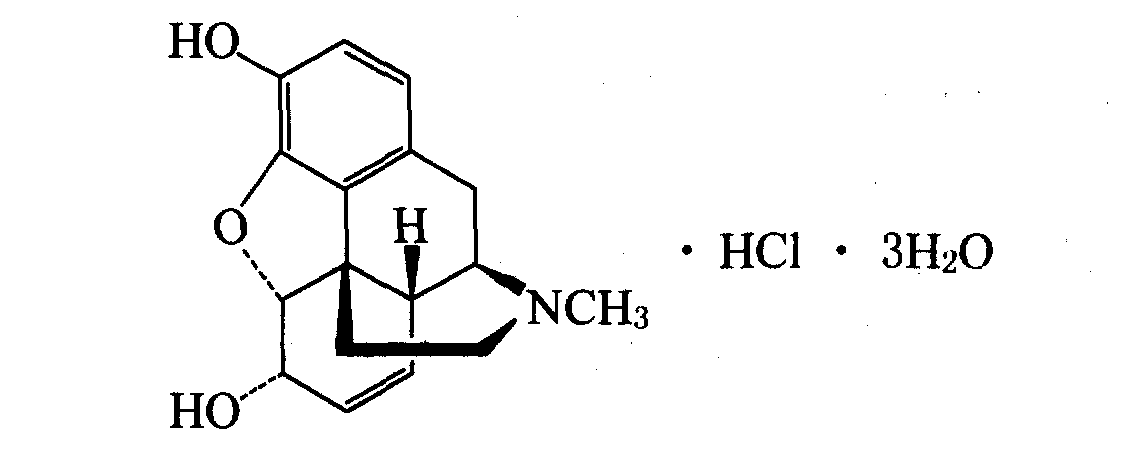 HO
O
H
NCH₃
HO
· HCl · 3H₂O